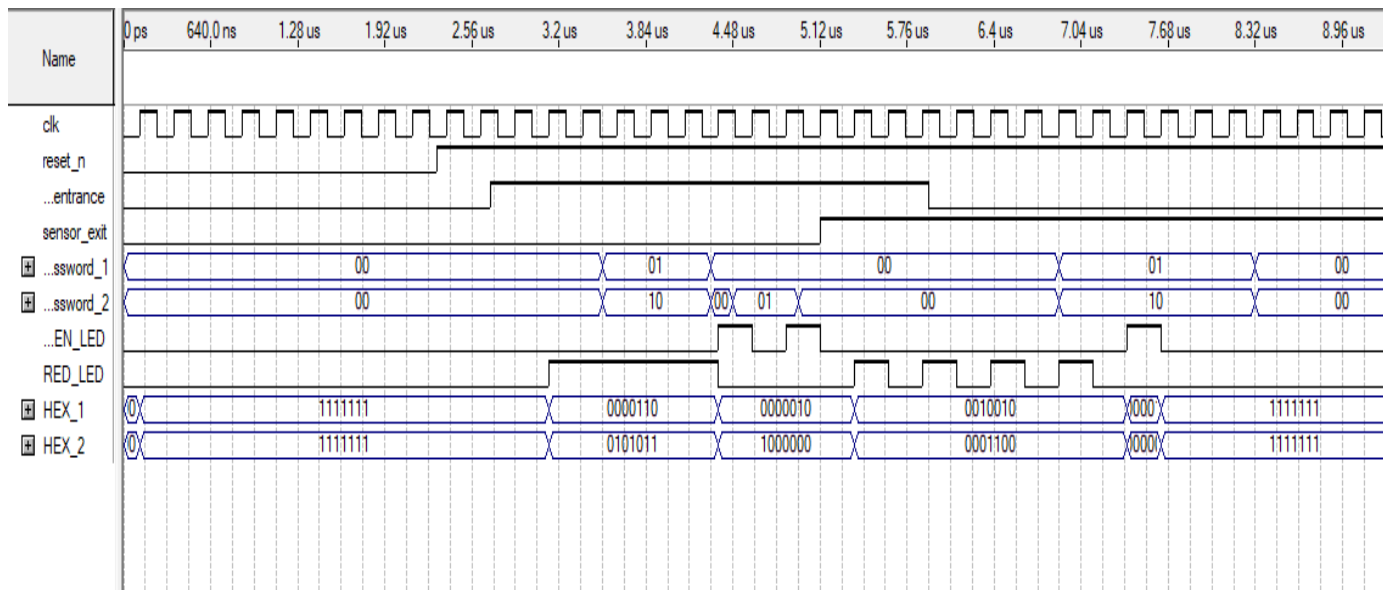 Name
0 ps 640.0 ns 1.28 us 1.92 us 2.56 us 3.2 us 3.84 us 4.48 us 5.12 us 5.76 us 6.4 us 7.04 us 7.68 us 8.32 us 8.96 us
clk
reset_n
...entrance
sensor_exit
...ssword_1 00 01 00 01 00
...ssword_2 00 10 00 01 00 10 00
...EN_LED
RED_LED
HEX_1 1111111 0000110 0000010 0010010 1111111
HEX_2 1111111 0101011 1000000 0001100 1111111